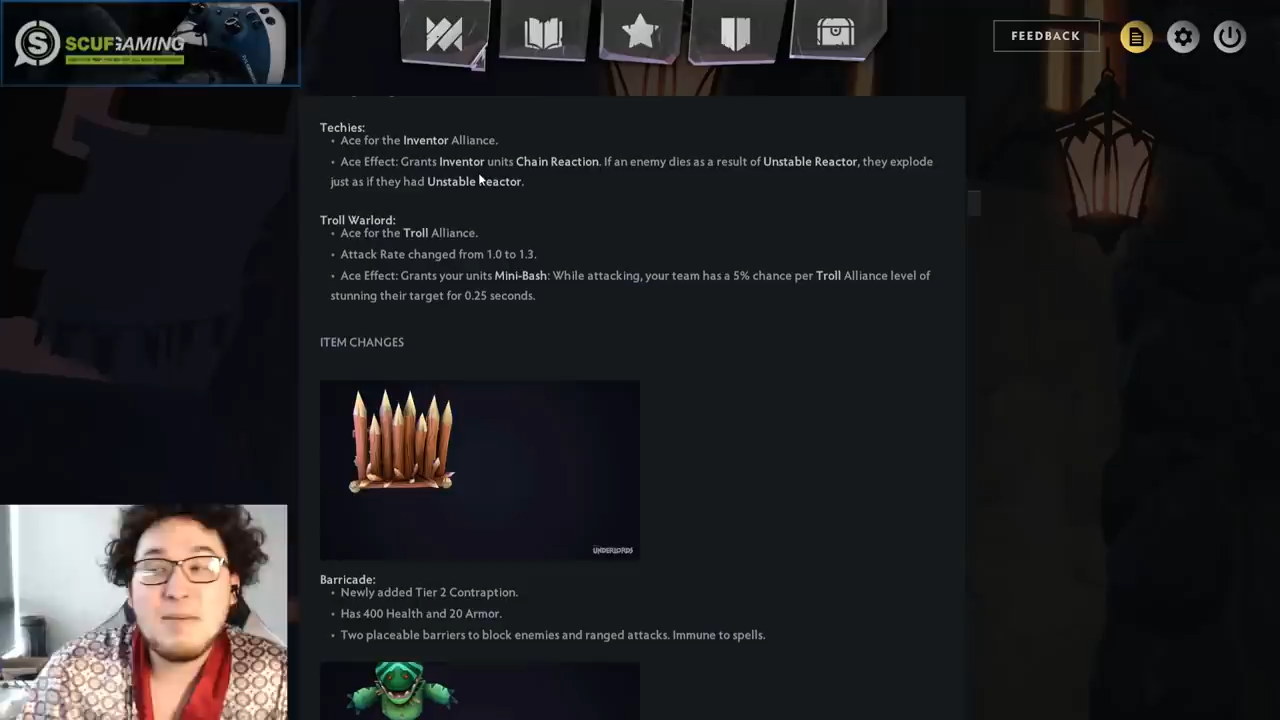 SCUFGAMING
FEEDBACK
Techies:
• Ace for the Inventor Alliance.
• Ace Effect: Grants Inventor units Chain Reaction. If an enemy dies as a result of Unstable Reactor, they explode
just as if they had Unstable Reactor.
Troll Warlord:
• Ace for the Troll Alliance.
• Attack Rate changed from 1.0 to 1.3.
• Ace Effect: Grants your units Mini-Bash: While attacking, your team has a 5% chance per Troll Alliance level of
stunning their target for 0.25 seconds.
ITEM CHANGES
UNDERLORDS
Barricade:
• Newly added Tier 2 Contraption.
• Has 400 Health and 20 Armor.
• Two placeable barriers to block enemies and ranged attacks. Immune to spells.